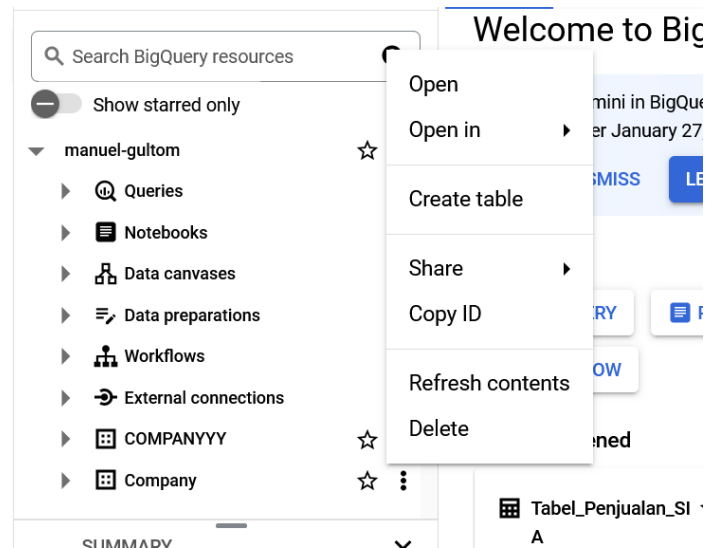 Welcome to Big
Search BigQuery resources
Show starred only
manuel-gultom
Queries
Notebooks
Data canvases
Data preparations
Workflows
External connections
COMPANYYY
Company
SUMMARY
Open
Open in
Create table
Share
Copy ID
Refresh contents
Delete
mini in BigQue
er January 27,
SMISS
LE
RY
OW
ened
Tabel_Penjualan_SI
A